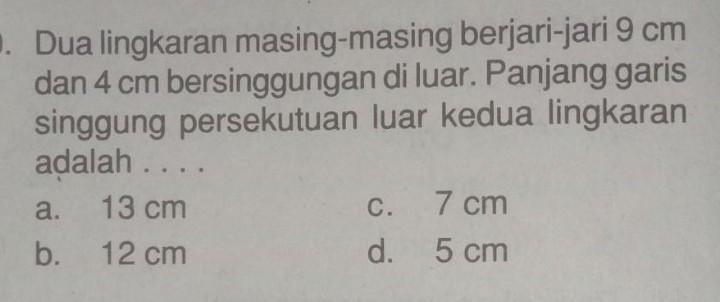 . Dua lingkaran masing-masing berjari-jari 9 cm
dan 4 cm bersinggungan di luar. Panjang garis
singgung persekutuan luar kedua lingkaran
adalah . . . .
a. 13 cm c. 7 cm
b. 12 cm d. 5 cm